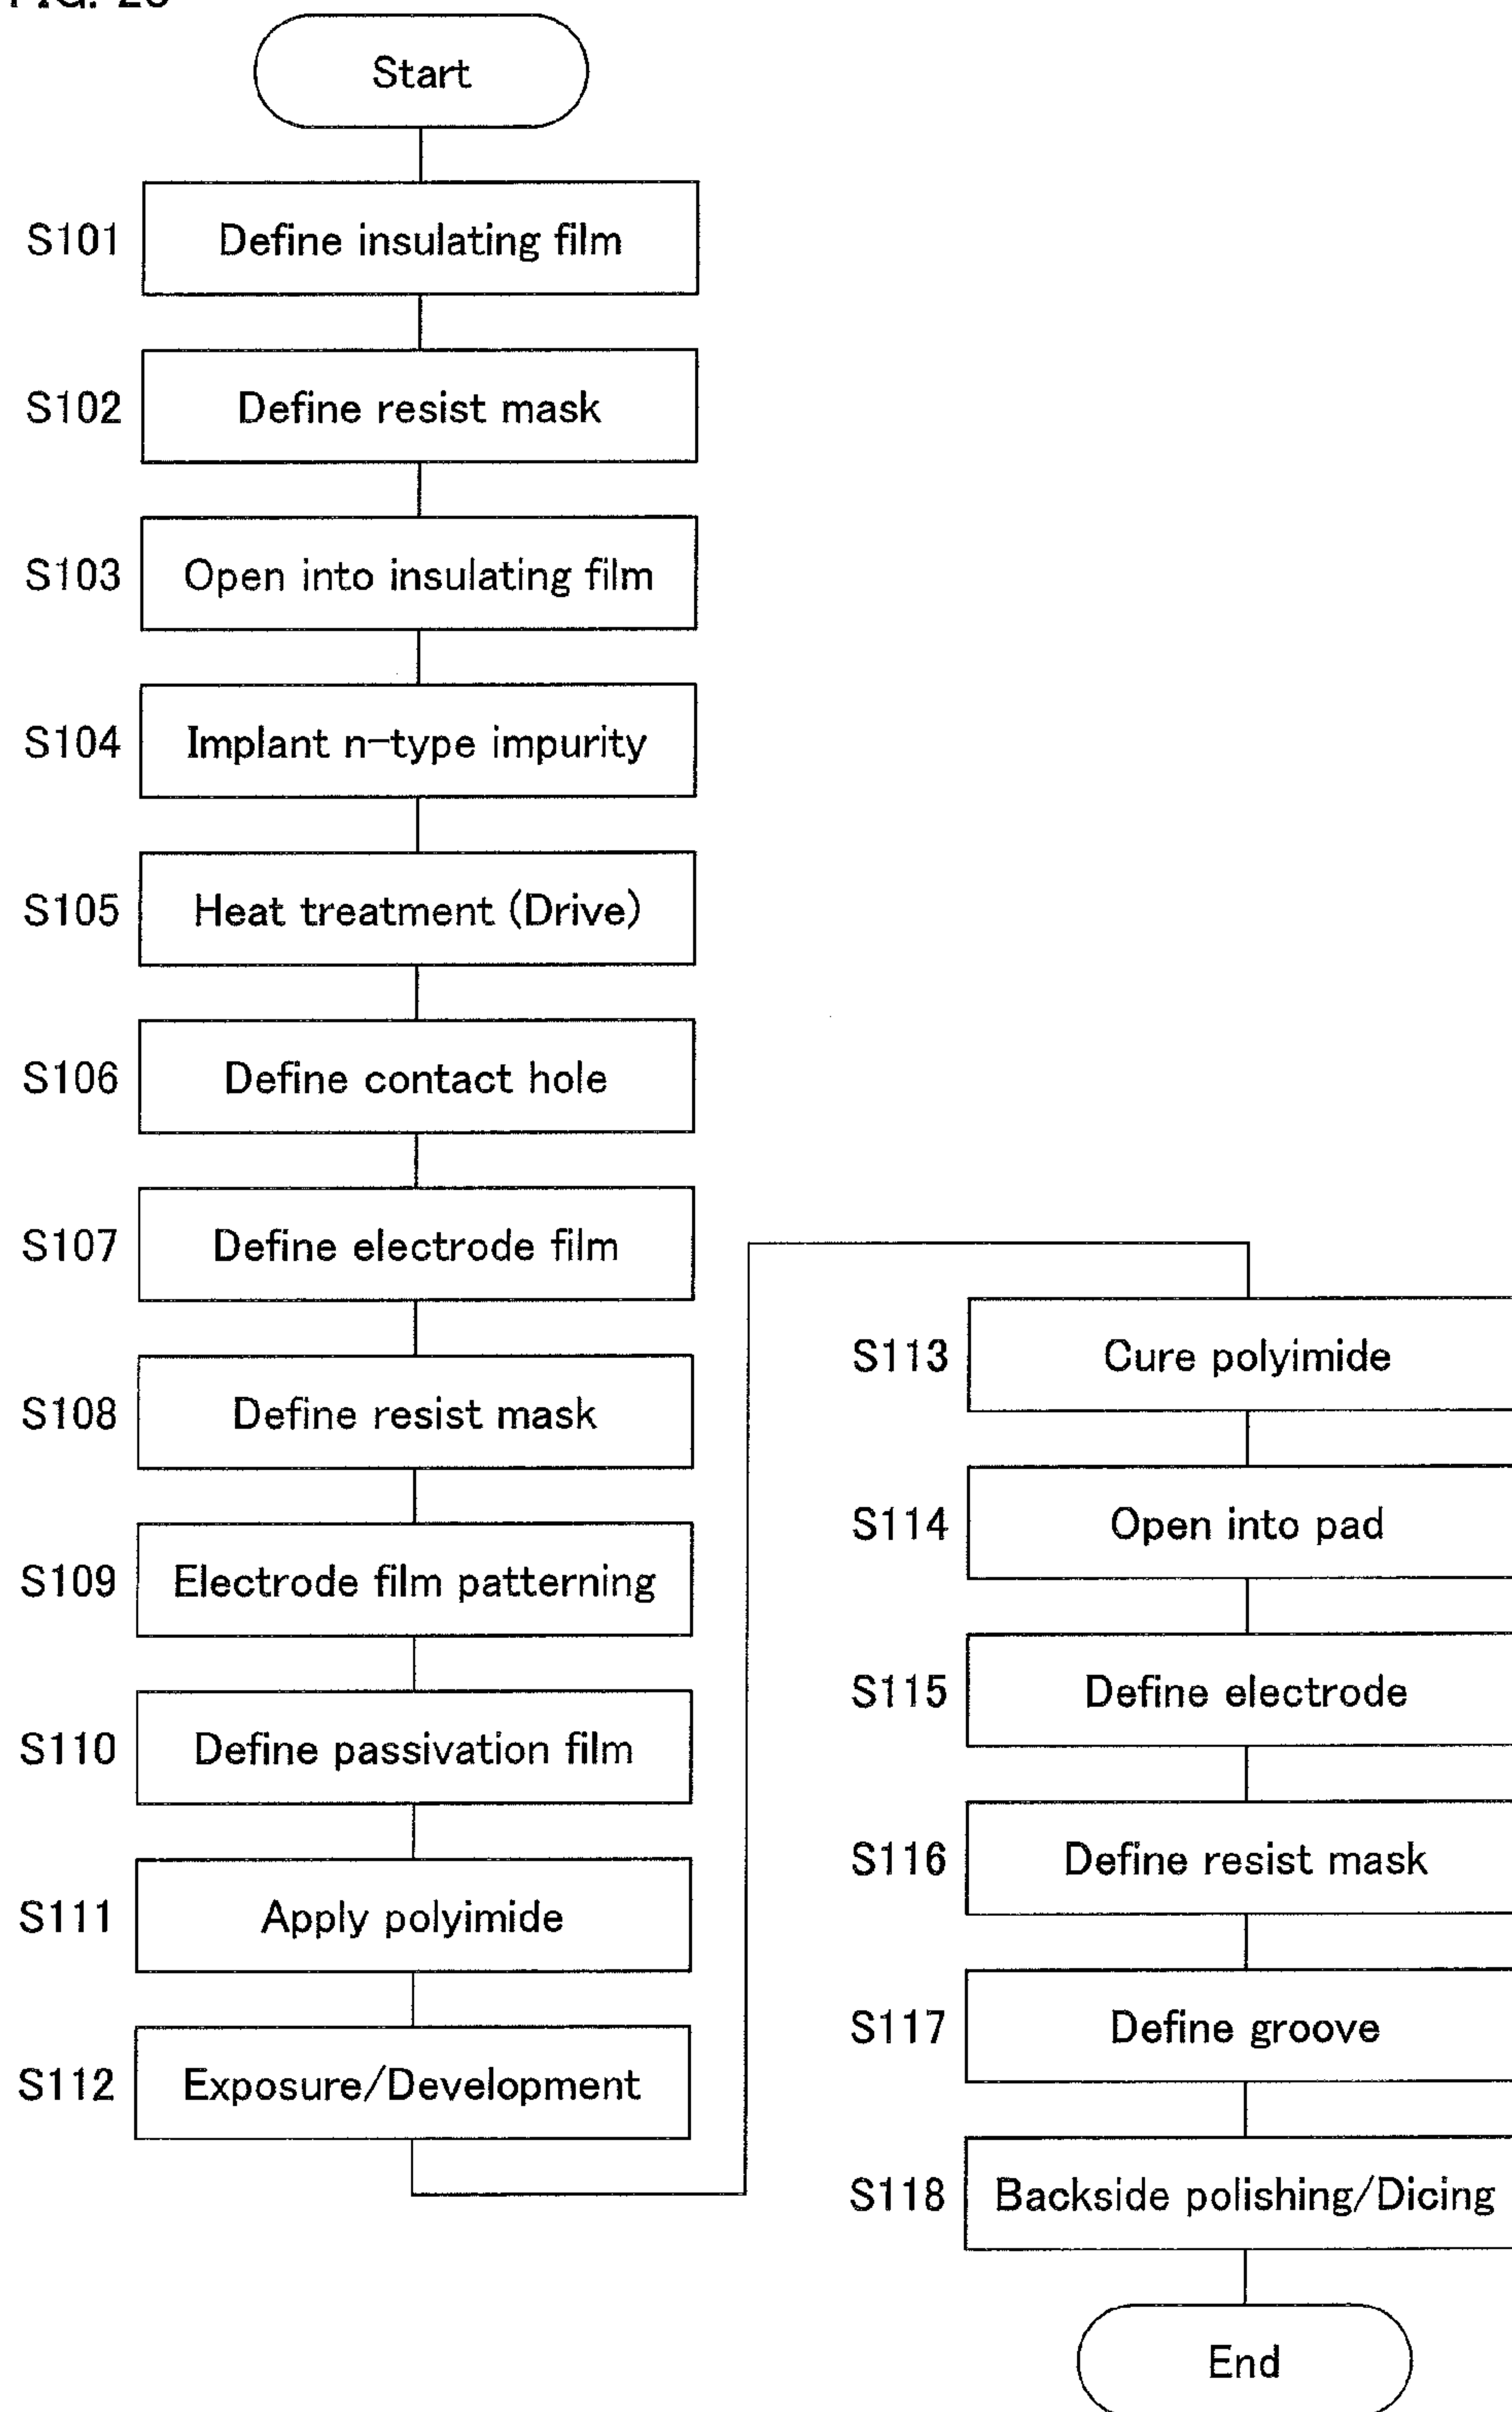 Start
S101 Define insulating film
S102 Define resist mask
S103 Open into insulating film
S104 Implant n-type impurity
S105 Heat treatment (Drive)
S106 Define contact hole
S107 Define electrode film
S108 Define resist mask
S109 Electrode film patterning
S110 Define passivation film
S111 Apply polyimide
S112 Exposure/Development
S113 Cure polyimide
S114 Open into pad
S115 Define electrode
S116 Define resist mask
S117 Define groove
S118 Backside polishing/Dicing
End